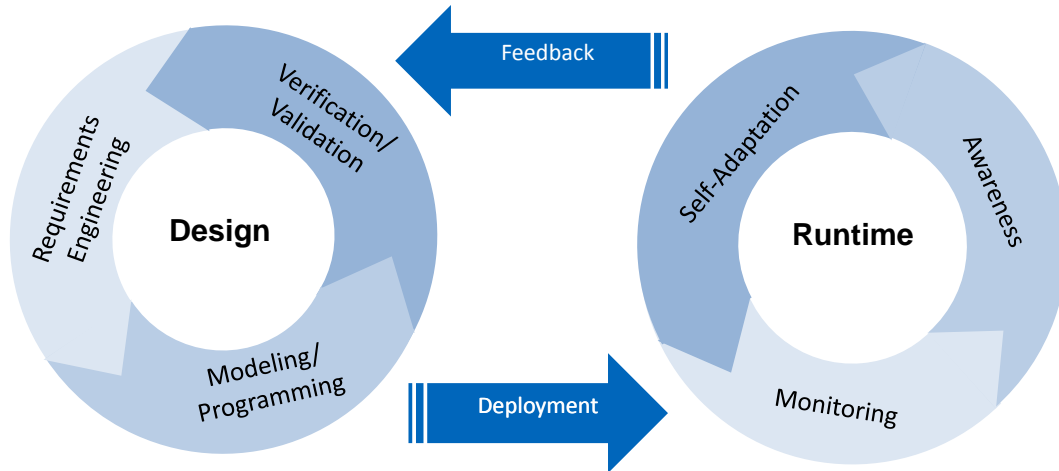 Feedback
Requirements
Engineering
Verification/
Validation
Design
Modeling/
Programming
Self-Adaptation
Awareness
Runtime
Monitoring
Deployment